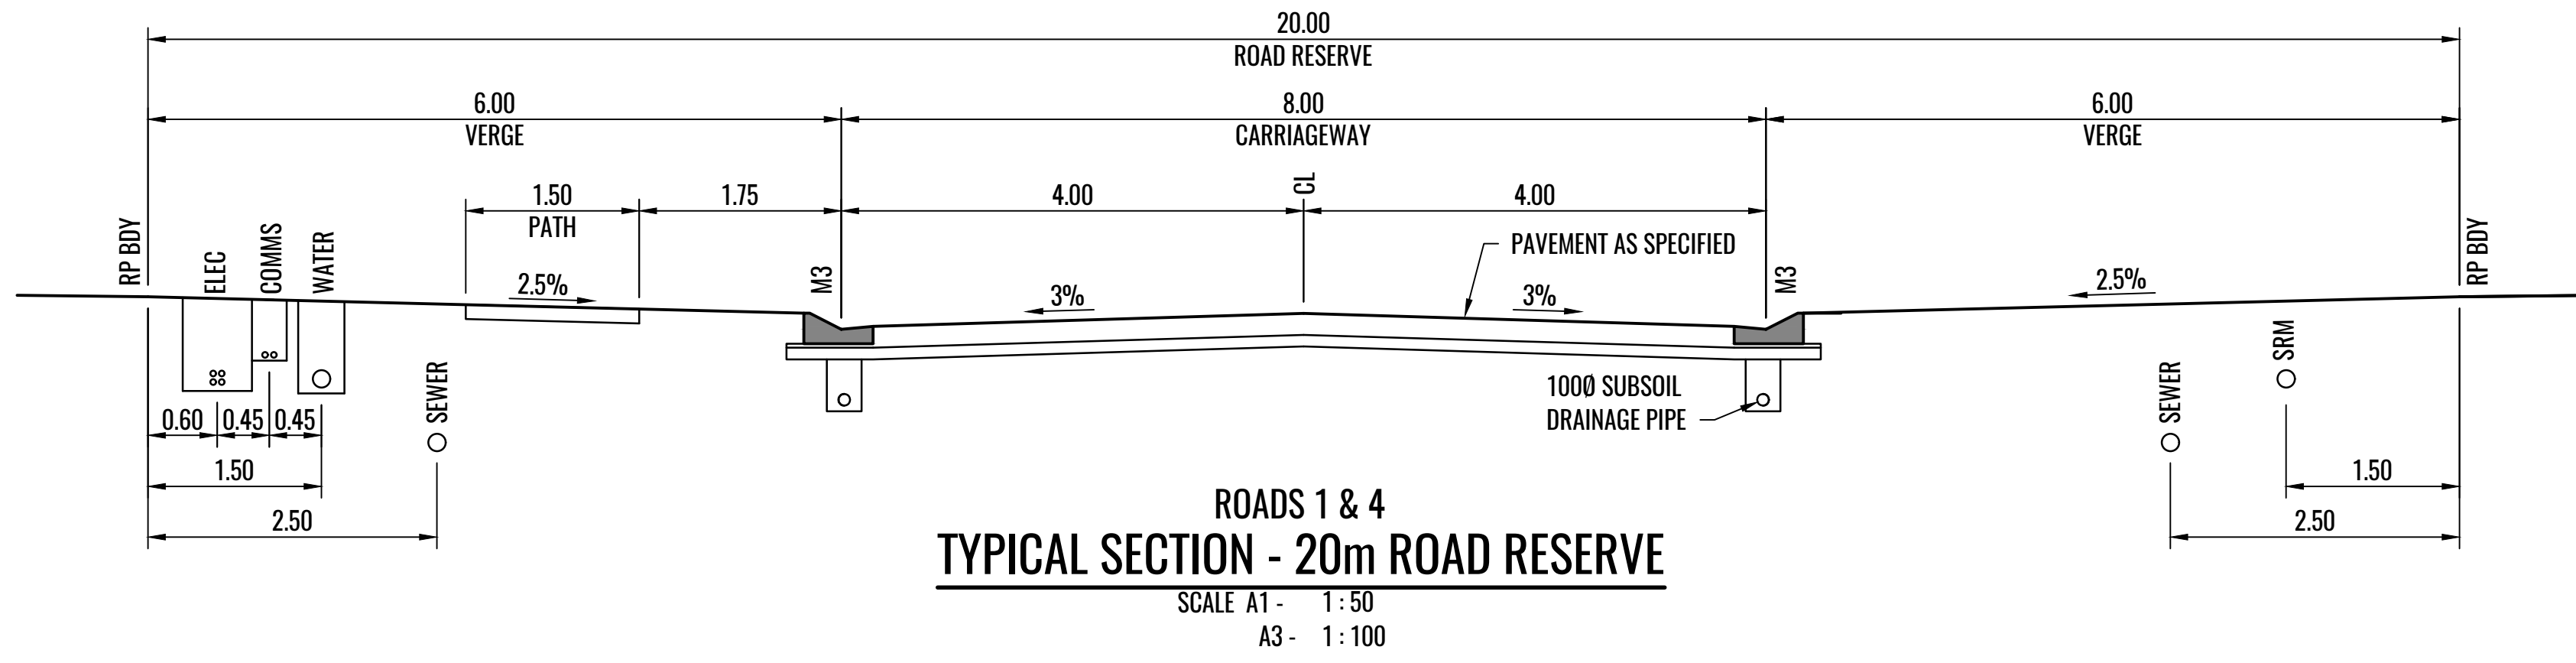 20.00
ROAD RESERVE
6.00
VERGE
8.00
CARRIAGEWAY
6.00
VERGE
1.50
PATH
1.75
4.00
CL
4.00
RP BDY
ELEC
COMMS
WATER
2.5%
M3
3%
3%
PAVEMENT AS SPECIFIED
M3
2.5%
RP BDY
0.60
0.45
0.45
SEWER
1.50
2.50
100Ø SUBSOIL
DRAINAGE PIPE
SEWER
SRM
1.50
2.50
ROADS 1 & 4
TYPICAL SECTION - 20m ROAD RESERVE
SCALE A1 - 1 : 50
A3 - 1 : 100